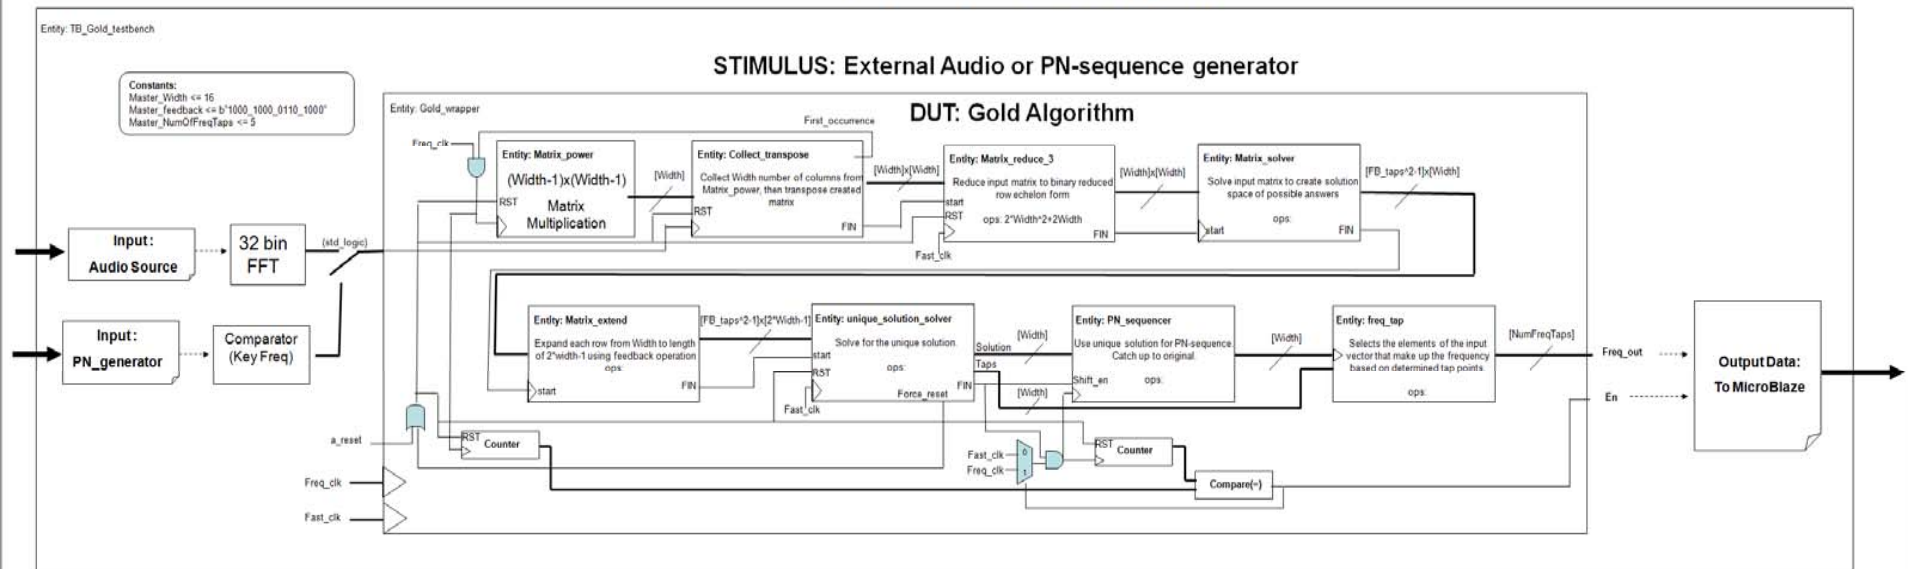 Entity: TB_Gold_testbench
STIMULUS: External Audio or PN-sequence generator
Constants:
Master_Width <= 16
Master_feedback <= b"1000_1000_0110_1000"
Master_NumOfFreqTaps <= 5
Entity: Gold_wrapper
DUT: Gold Algorithm
First_occurrence
Freq_clk
Entity: Matrix_power
(Width-1)x(Width-1)
Matrix
Multiplication
RST
[Width]
Entity: Collect_transpose
Collect Width number of columns from
Matrix_power, then transpose created
matrix
RST
FIN
[Width]x[Width]
Entity: Matrix_reduce_3
Reduce input matrix to binary reduced
row echelon form
start
RST
ops: 2*Width^2+2Width
FIN
Fast_clk
[Width]x[Width]
Entity: Matrix_solver
Solve input matrix to create solution
space of possible answers
ops:
start
FIN
[FB_taps^2-1]x[Width]
Input:
Audio Source
32 bin
FFT
(std_logic)
Input:
PN_generator
Comparator
(Key Freq)
Entity: Matrix_extend
Expand each row from Width to length
of 2*width-1 using feedback operation
ops:
FIN
start
[FB_taps^2-1]x[2*Width-1]
Entity: unique_solution_solver
Solve for the unique solution.
start
ops:
RST
FIN
Force_reset
Fast_clk
Solution
Taps
[Width]
[Width]
Entity: PN_sequencer
Use unique solution for PN-sequence.
Catch up to original.
Shift_en
ops:
[Width]
Entity: freq_tap
Selects the elements of the input
vector that make up the frequency
based on determined tap points.
ops:
[NumFreqTaps]
Freq_out
En
Output Data:
To MicroBlaze
a_reset
RST
Counter
Fast_clk
Freq_clk
0
1
RST
Counter
Compare(=)
Freq_clk
Fast_clk